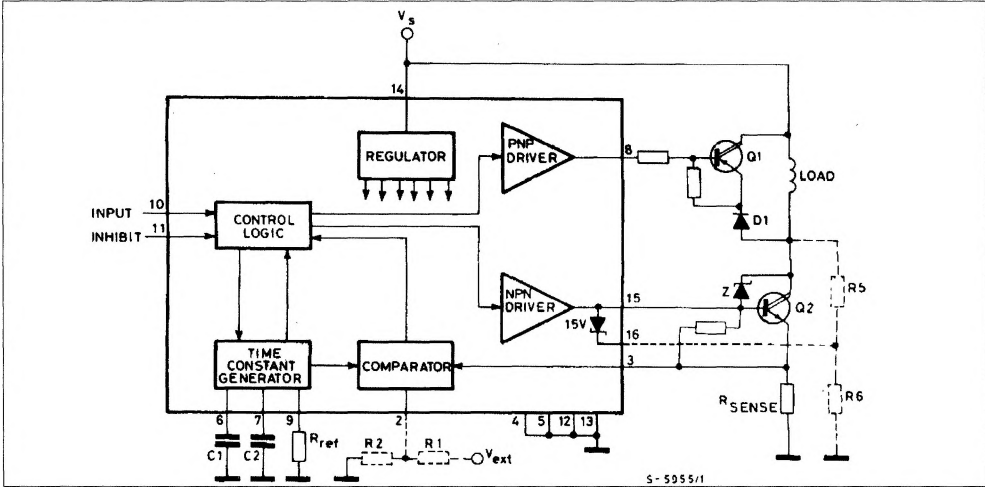 Vs
14
REGULATOR
PNP
DRIVER
8
Q1
LOAD
D1
INPUT 10
INHIBIT 11
CONTROL
LOGIC
NPN
DRIVER
15
Z
Q2
R5
15V
16
TIME
CONSTANT
GENERATOR
COMPARATOR
3
RSENSE
R6
6
7
9
2
4
5
12
13
C1
C2
Rref
R2
R1
Vext
S-5955/1